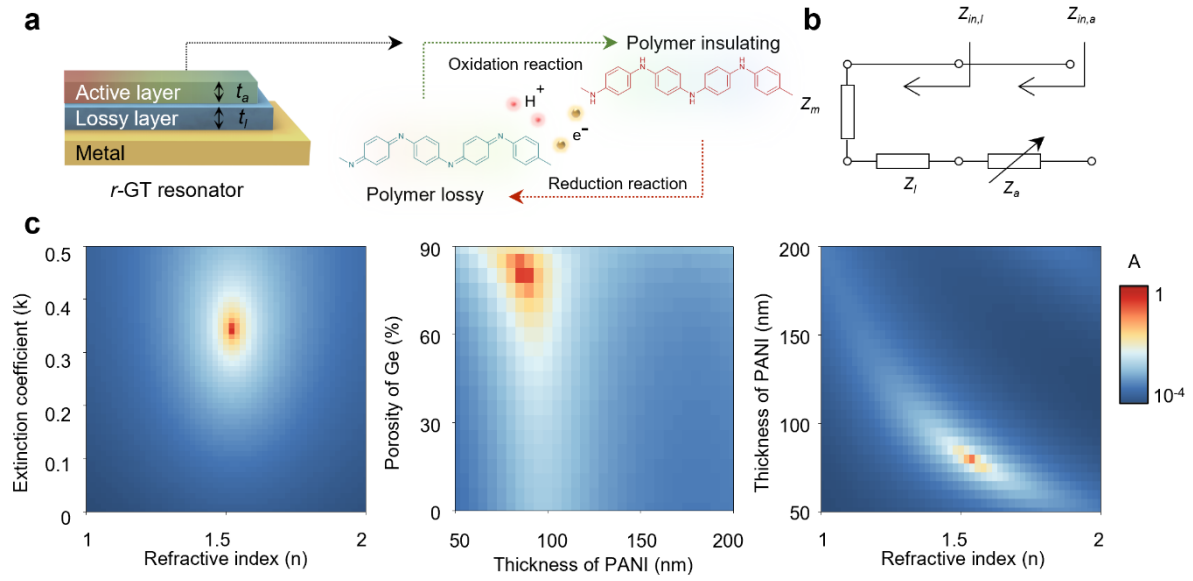 a
Active layer
tₐ
Lossy layer
tₗ
Metal
r-GT resonator
Oxidation reaction
Polymer insulating
H⁺
e⁻
Polymer lossy
Reduction reaction
H
N
N
H
H
N
N
H
N
N
N
N
b
Z_in,l
Z_in,a
Z_m
Z_l
Z_a
c
Extinction coefficient (k)
0.5
0.4
0.3
0.2
0.1
0
1
1.5
2
Refractive index (n)
Porosity of Ge (%)
90
60
30
0
50
100
150
200
Thickness of PANI (nm)
Thickness of PANI (nm)
200
150
100
50
1
1.5
2
Refractive index (n)
A
1
10⁻⁴